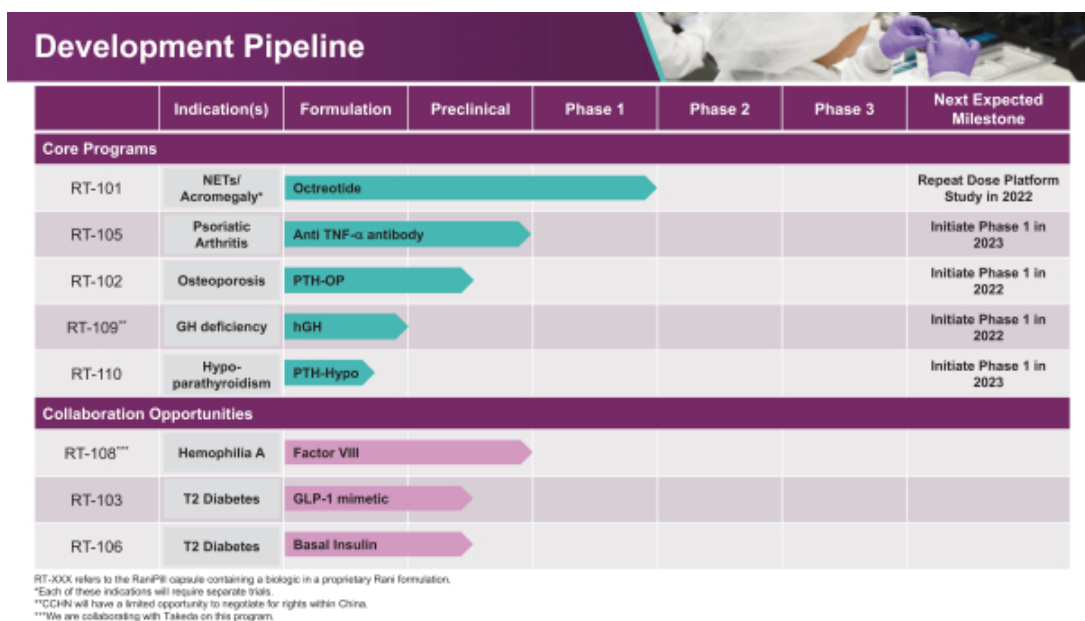 Development Pipeline
Indication(s) Formulation Preclinical Phase 1 Phase 2 Phase 3 Next Expected
Milestone
Core Programs
RT-101 NETs/
Acromegaly* Octreotide Repeat Dose Platform
Study in 2022
RT-105 Psoriatic
Arthritis Anti TNF-α antibody Initiate Phase 1 in
2023
RT-102 Osteoporosis PTH-OP Initiate Phase 1 in
2022
RT-109** GH deficiency hGH Initiate Phase 1 in
2022
RT-110 Hypo-
parathyroidism PTH-Hypo Initiate Phase 1 in
2023
Collaboration Opportunities
RT-108*** Hemophilia A Factor VIII
RT-103 T2 Diabetes GLP-1 mimetic
RT-106 T2 Diabetes Basal Insulin
RT-XXX refers to the RaniPill capsule containing a biologic in a proprietary Rani formulation.
*Each of these indications will require separate trials.
**CCHN will have a limited opportunity to negotiate for rights within China.
***We are collaborating with Takeda on this program.